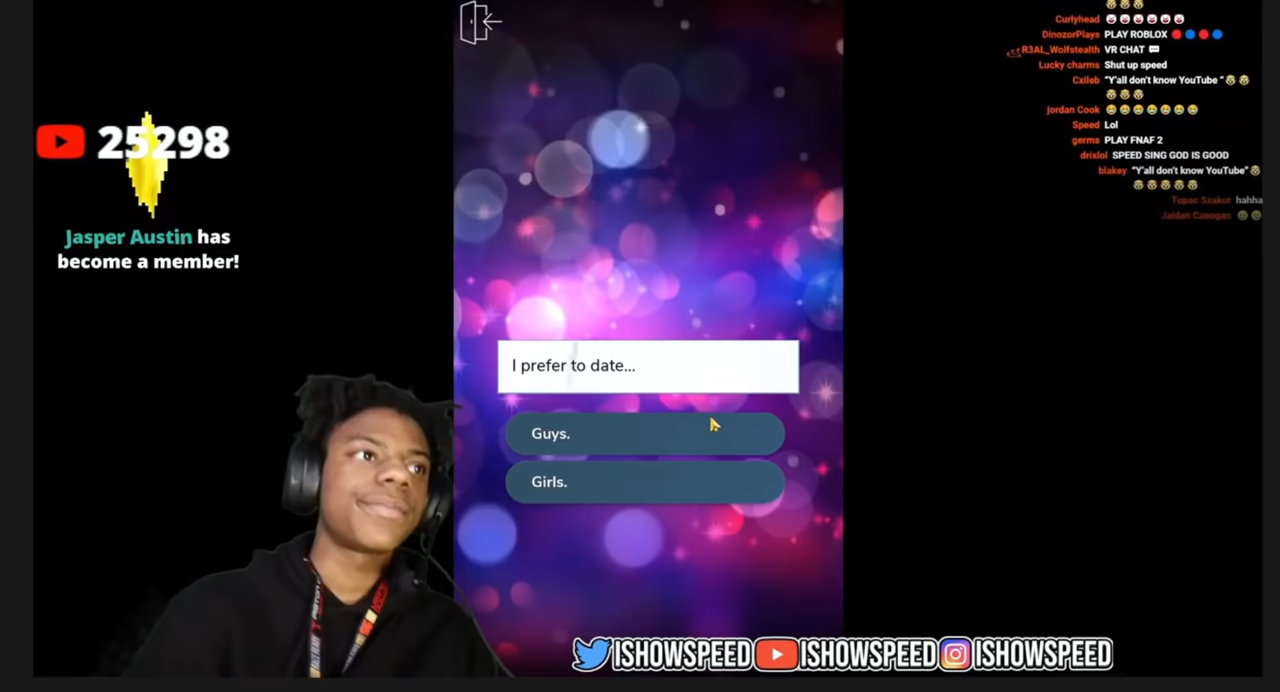 25298
Jasper Austin has
become a member!
I prefer to date...
Guys.
Girls.
Curlyhead
DinozorPlays PLAY ROBLOX
R3AL_Wolfstealth VR CHAT
Lucky charms Shut up speed
Cxileb “Y'all don't know YouTube “
jordan Cook
Speed Lol
germs PLAY FNAF 2
drixlol SPEED SING GOD IS GOOD
blakey “Y'all don't know YouTube”
Tupac Szakur hahha
Jaidan Casogan
ISHOWSPEED ISHOWSPEED ISHOWSPEED